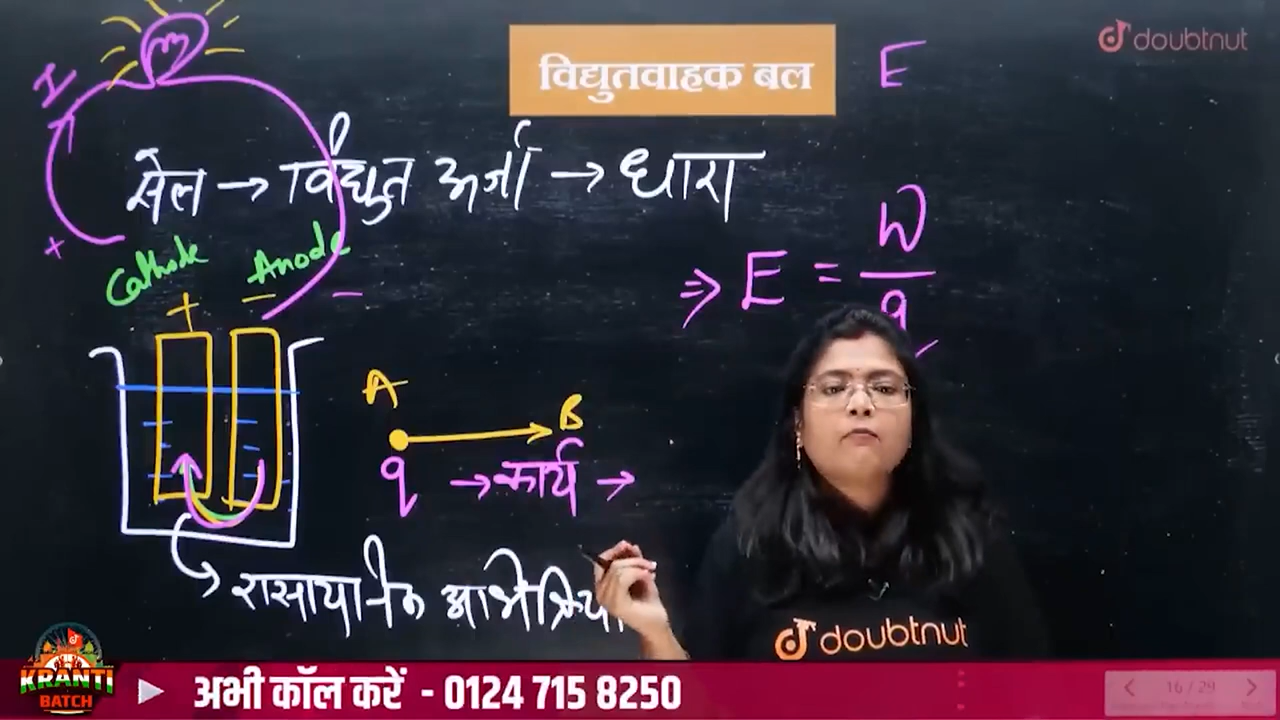 doubtnut
विद्युतवाहक बल
E
I
सेल → विद्युत ऊर्जा → धारा
W
⇒ E = —
q
+
Cathode Anode
+ − −
A B
q → कार्य →
रासायनिक अभिक्रिया
doubtnut
KRANTI
BATCH
अभी कॉल करें - 0124 715 8250
16 / 29